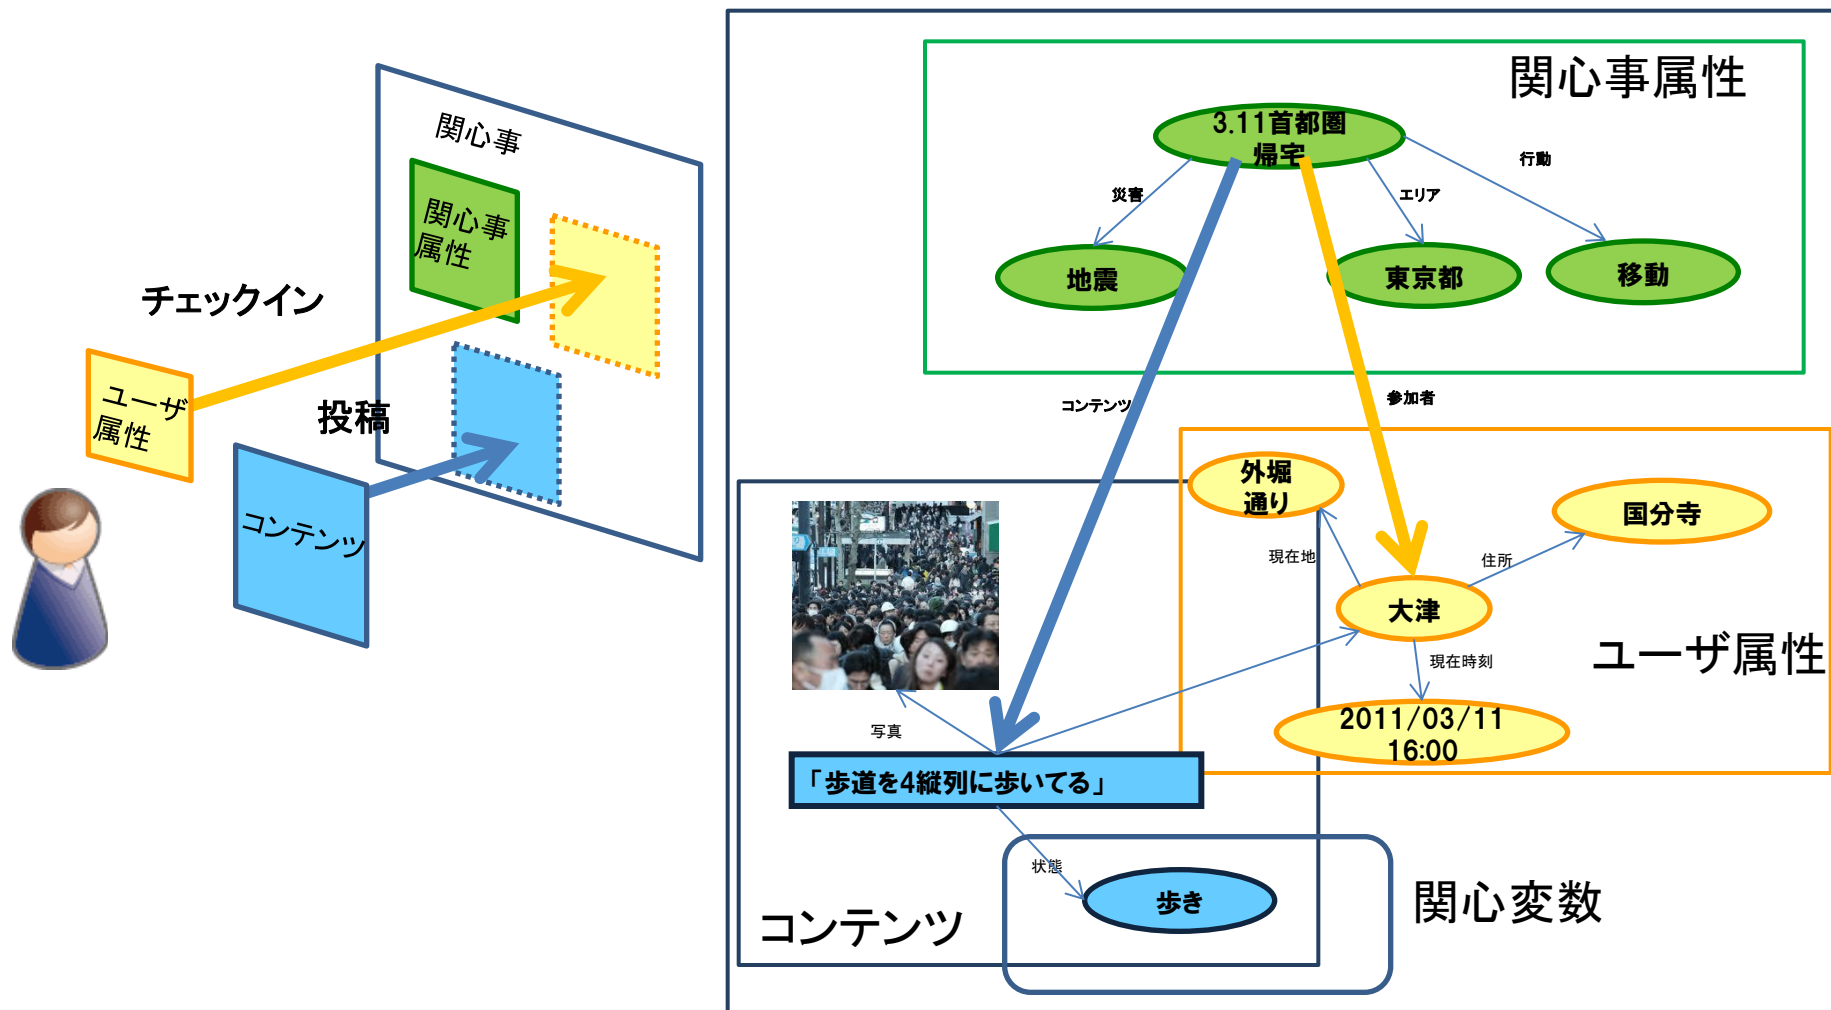 関心事
関心事
属性
チェックイン
ユーザ
属性
投稿
コンテンツ
関心事属性
3.11首都圏
帰宅
行動
災害
エリア
地震
東京都
移動
コンテンツ
参加者
外堀
通り
国分寺
現在地
住所
大津
ユーザ属性
現在時刻
2011/03/11
16:00
写真
「歩道を4縦列に歩いてる」
状態
歩き
関心変数
コンテンツ